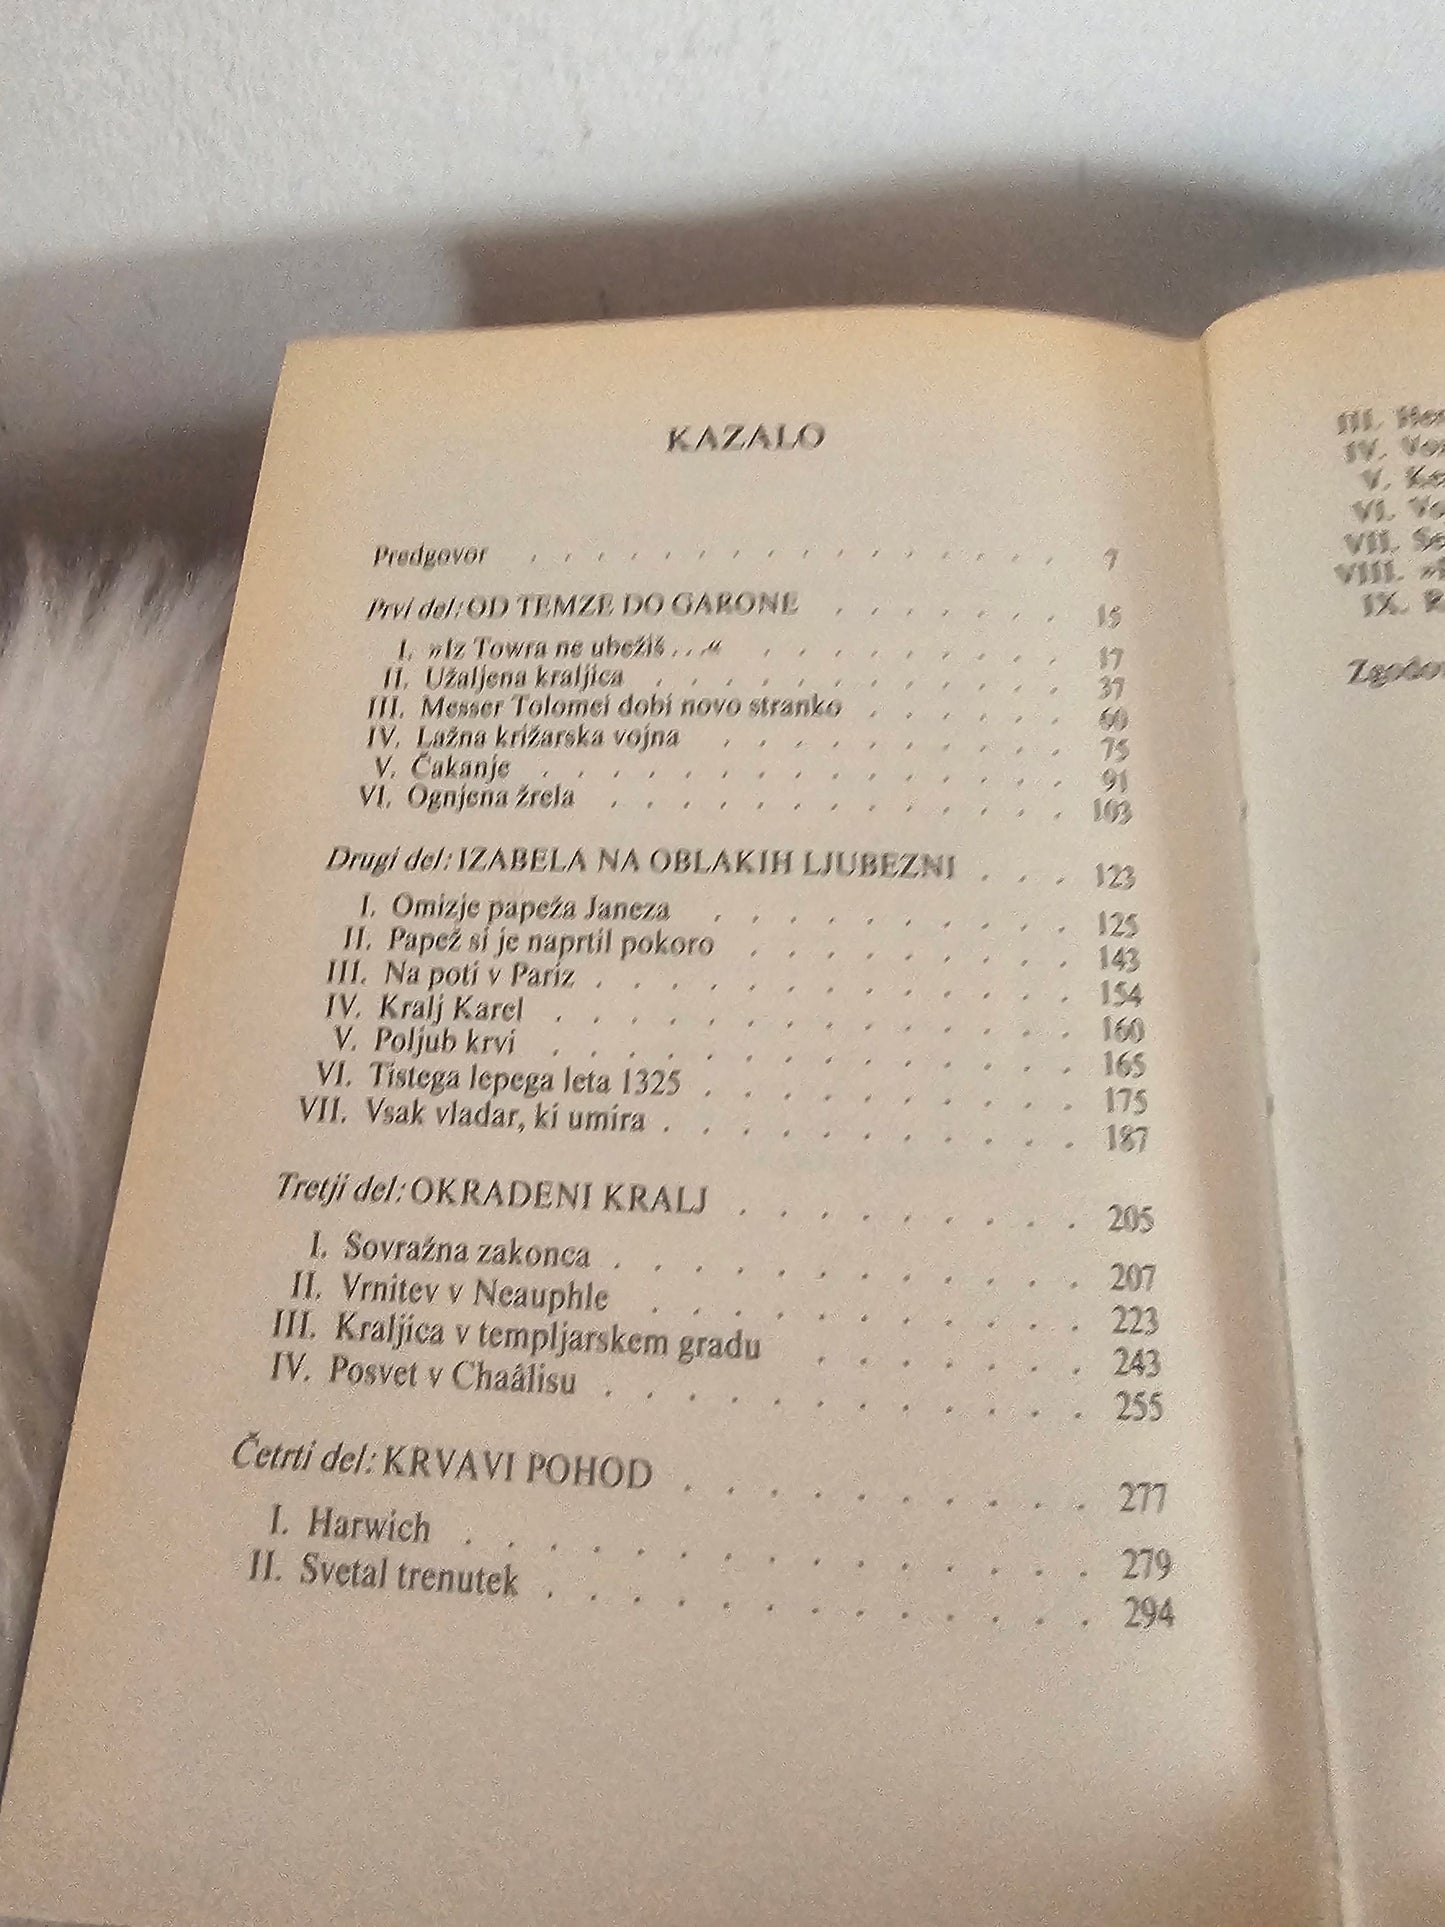 KAZALO
Predgovor . . . . . . . . . . . . . . . 7
Prvi del: OD TEMZE DO GARONE . . . . . . . 15
I. »Iz Towra ne ubežiš . . .« . . . . . . . . . 17
II. Užaljena kraljica . . . . . . . . . . . . 37
III. Messer Tolomei dobi novo stranko . . . . . . 60
IV. Lažna križarska vojna . . . . . . . . . . 75
V. Čakanje . . . . . . . . . . . . . . . 91
VI. Ognjena žrela . . . . . . . . . . . . . 103
Drugi del: IZABELA NA OBLAKIH LJUBEZNI . . . 123
I. Omizje papeža Janeza . . . . . . . . . . 125
II. Papež si je naprtil pokoro . . . . . . . . . 143
III. Na poti v Pariz . . . . . . . . . . . . . 154
IV. Kralj Karel . . . . . . . . . . . . . . 160
V. Poljub krvi . . . . . . . . . . . . . . 165
VI. Tistega lepega leta 1325 . . . . . . . . . . 175
VII. Vsak vladar, ki umira . . . . . . . . . . . 187
Tretji del: OKRADENI KRALJ . . . . . . . . . 205
I. Sovražna zakonca . . . . . . . . . . . . 207
II. Vrnitev v Neauphle . . . . . . . . . . . 223
III. Kraljica v templjarskem gradu . . . . . . . 243
IV. Posvet v Chaâlisu . . . . . . . . . . . . 255
Četrti del: KRVAVI POHOD . . . . . . . . . . 277
I. Harwich . . . . . . . . . . . . . . . 279
II. Svetal trenutek . . . . . . . . . . . . . 294
III.
IV.
V.
VI.
VII.
VIII.
IX.